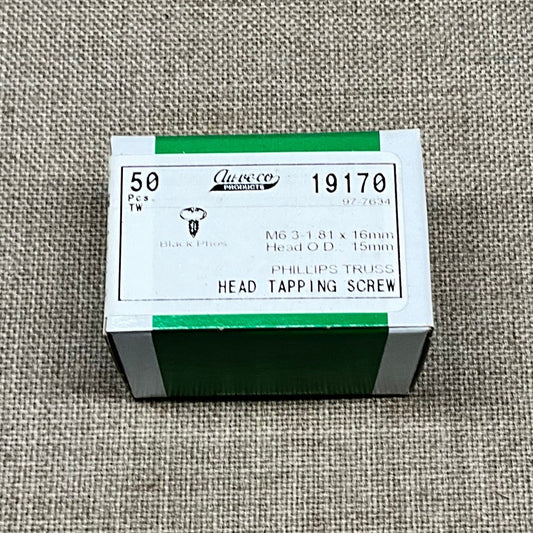 50 Auveco 19170
Pcs. PRODUCTS 97-7634
TW
Black Phos
M6.3-1.81 x 16mm
Head O.D.: 15mm
PHILLIPS TRUSS
HEAD TAPPING SCREW